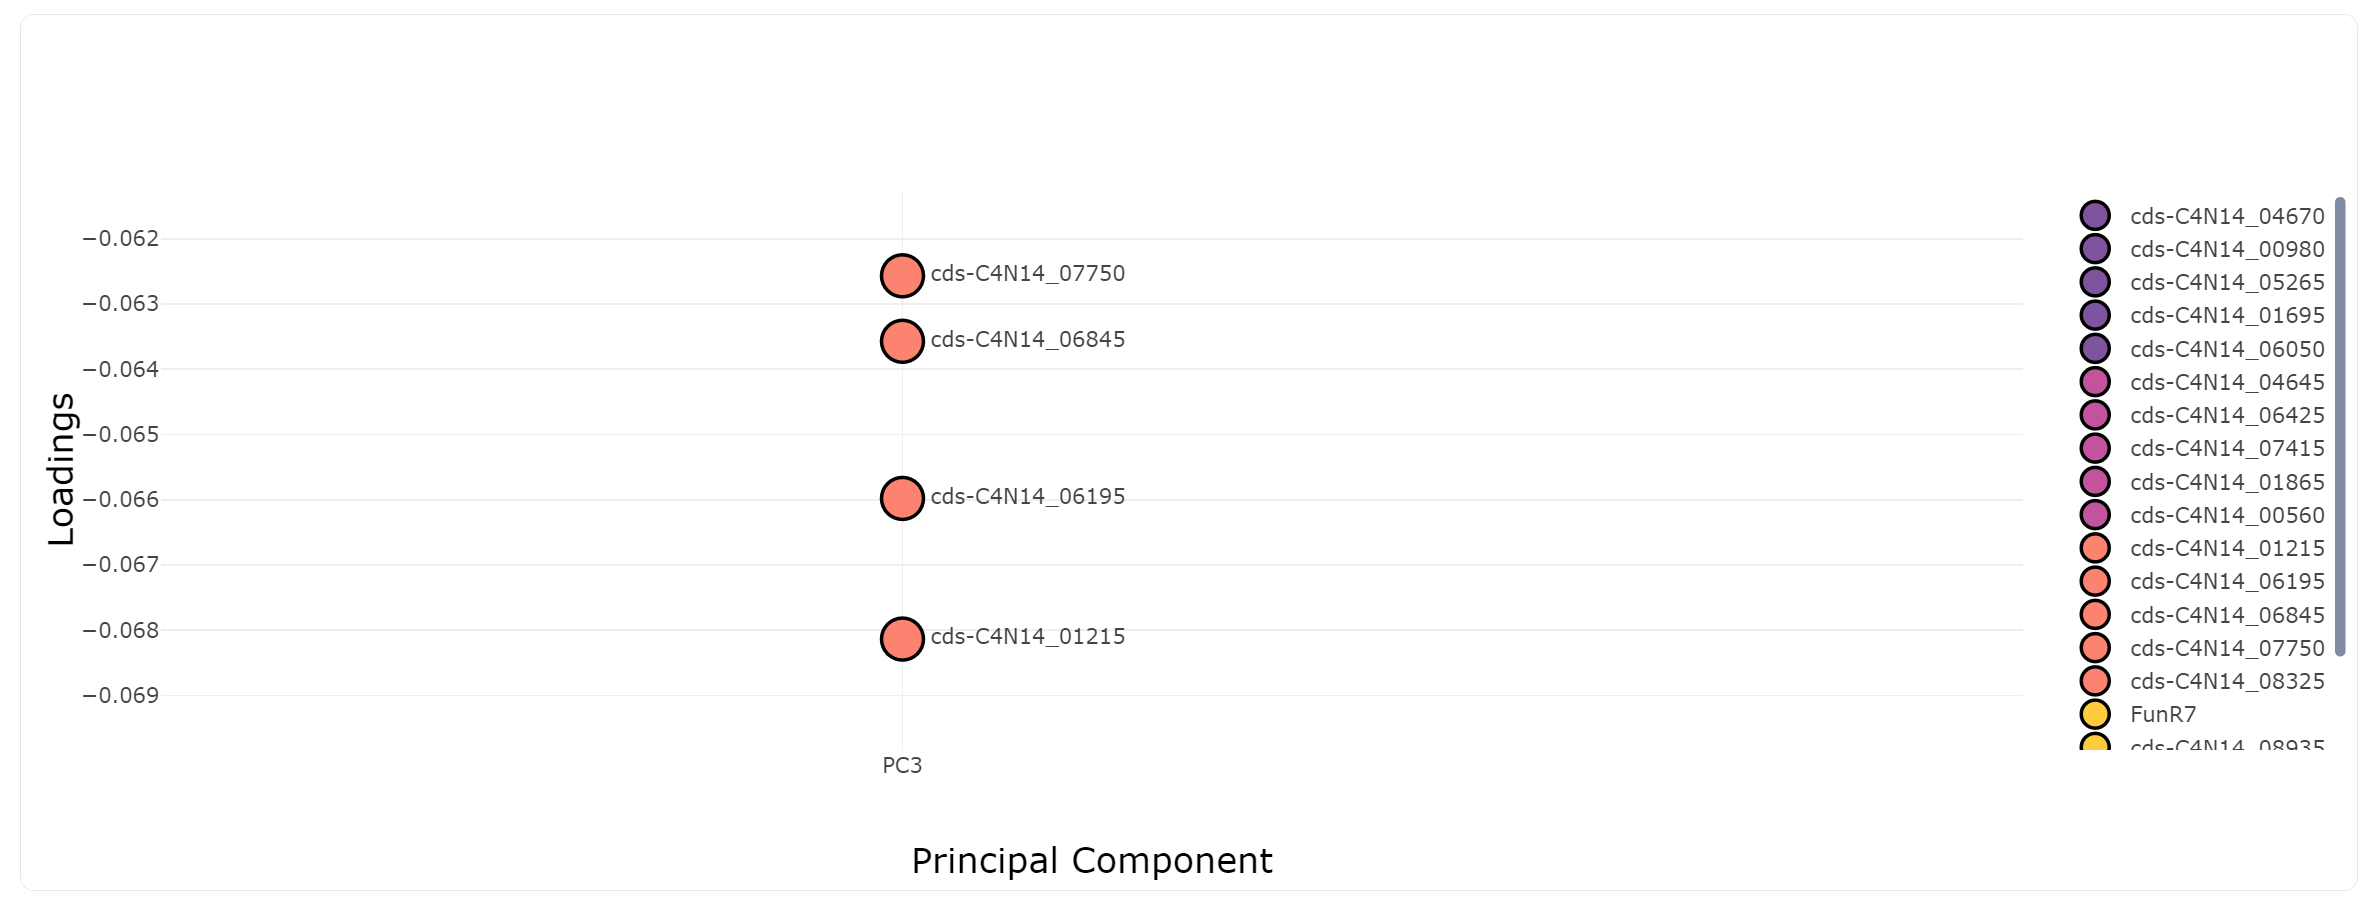 Loadings
−0.062
−0.063
−0.064
−0.065
−0.066
−0.067
−0.068
−0.069
cds-C4N14_07750
cds-C4N14_06845
cds-C4N14_06195
cds-C4N14_01215
PC3
Principal Component
cds-C4N14_04670
cds-C4N14_00980
cds-C4N14_05265
cds-C4N14_01695
cds-C4N14_06050
cds-C4N14_04645
cds-C4N14_06425
cds-C4N14_07415
cds-C4N14_01865
cds-C4N14_00560
cds-C4N14_01215
cds-C4N14_06195
cds-C4N14_06845
cds-C4N14_07750
cds-C4N14_08325
FunR7
cds-C4N14_08935